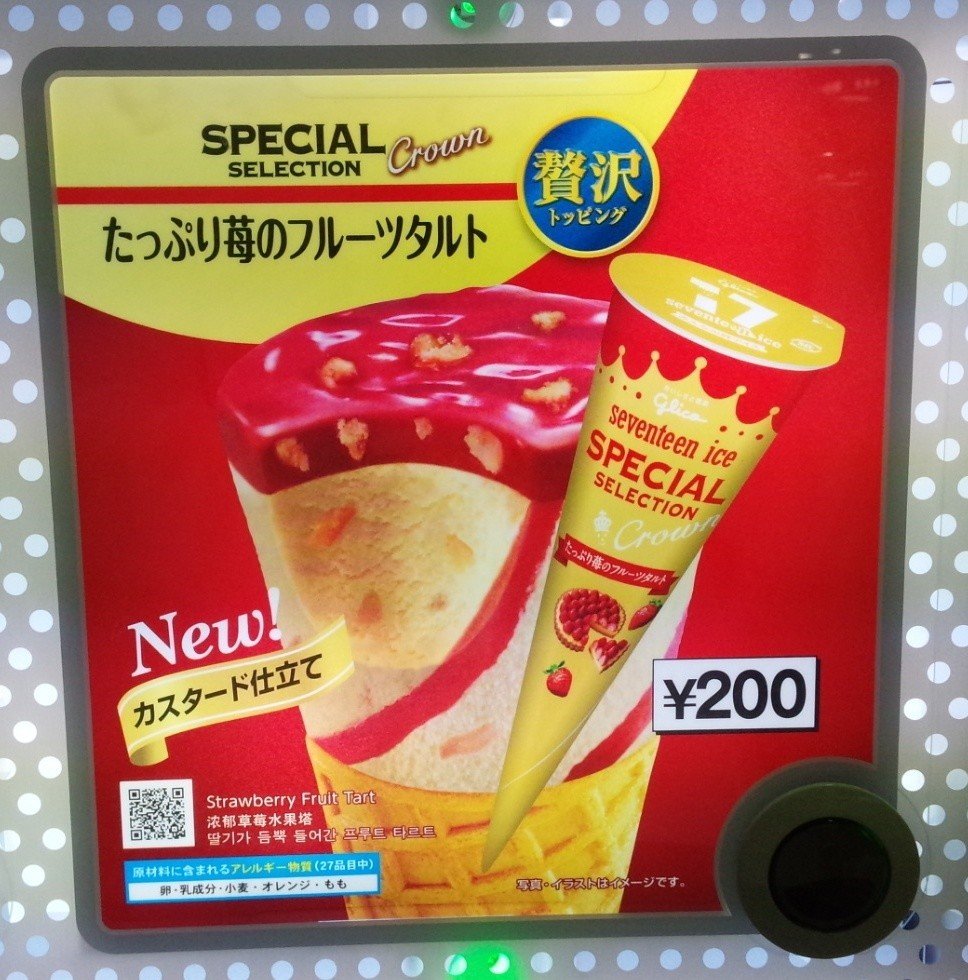 SPECIAL Crown
SELECTION
贅沢
トッピング
たっぷり苺のフルーツタルト
17
seventeen ice
Glico
seventeen ice
SPECIAL
SELECTION
Crown
たっぷり苺のフルーツタルト
New!
カスタード仕立て
¥200
Strawberry Fruit Tart
浓郁草莓水果塔
딸기가 듬뿍 들어간 프루트 타르트
原材料に含まれるアレルギー物質(27品目中)
卵・乳成分・小麦・オレンジ・もも
写真・イラストはイメージです。